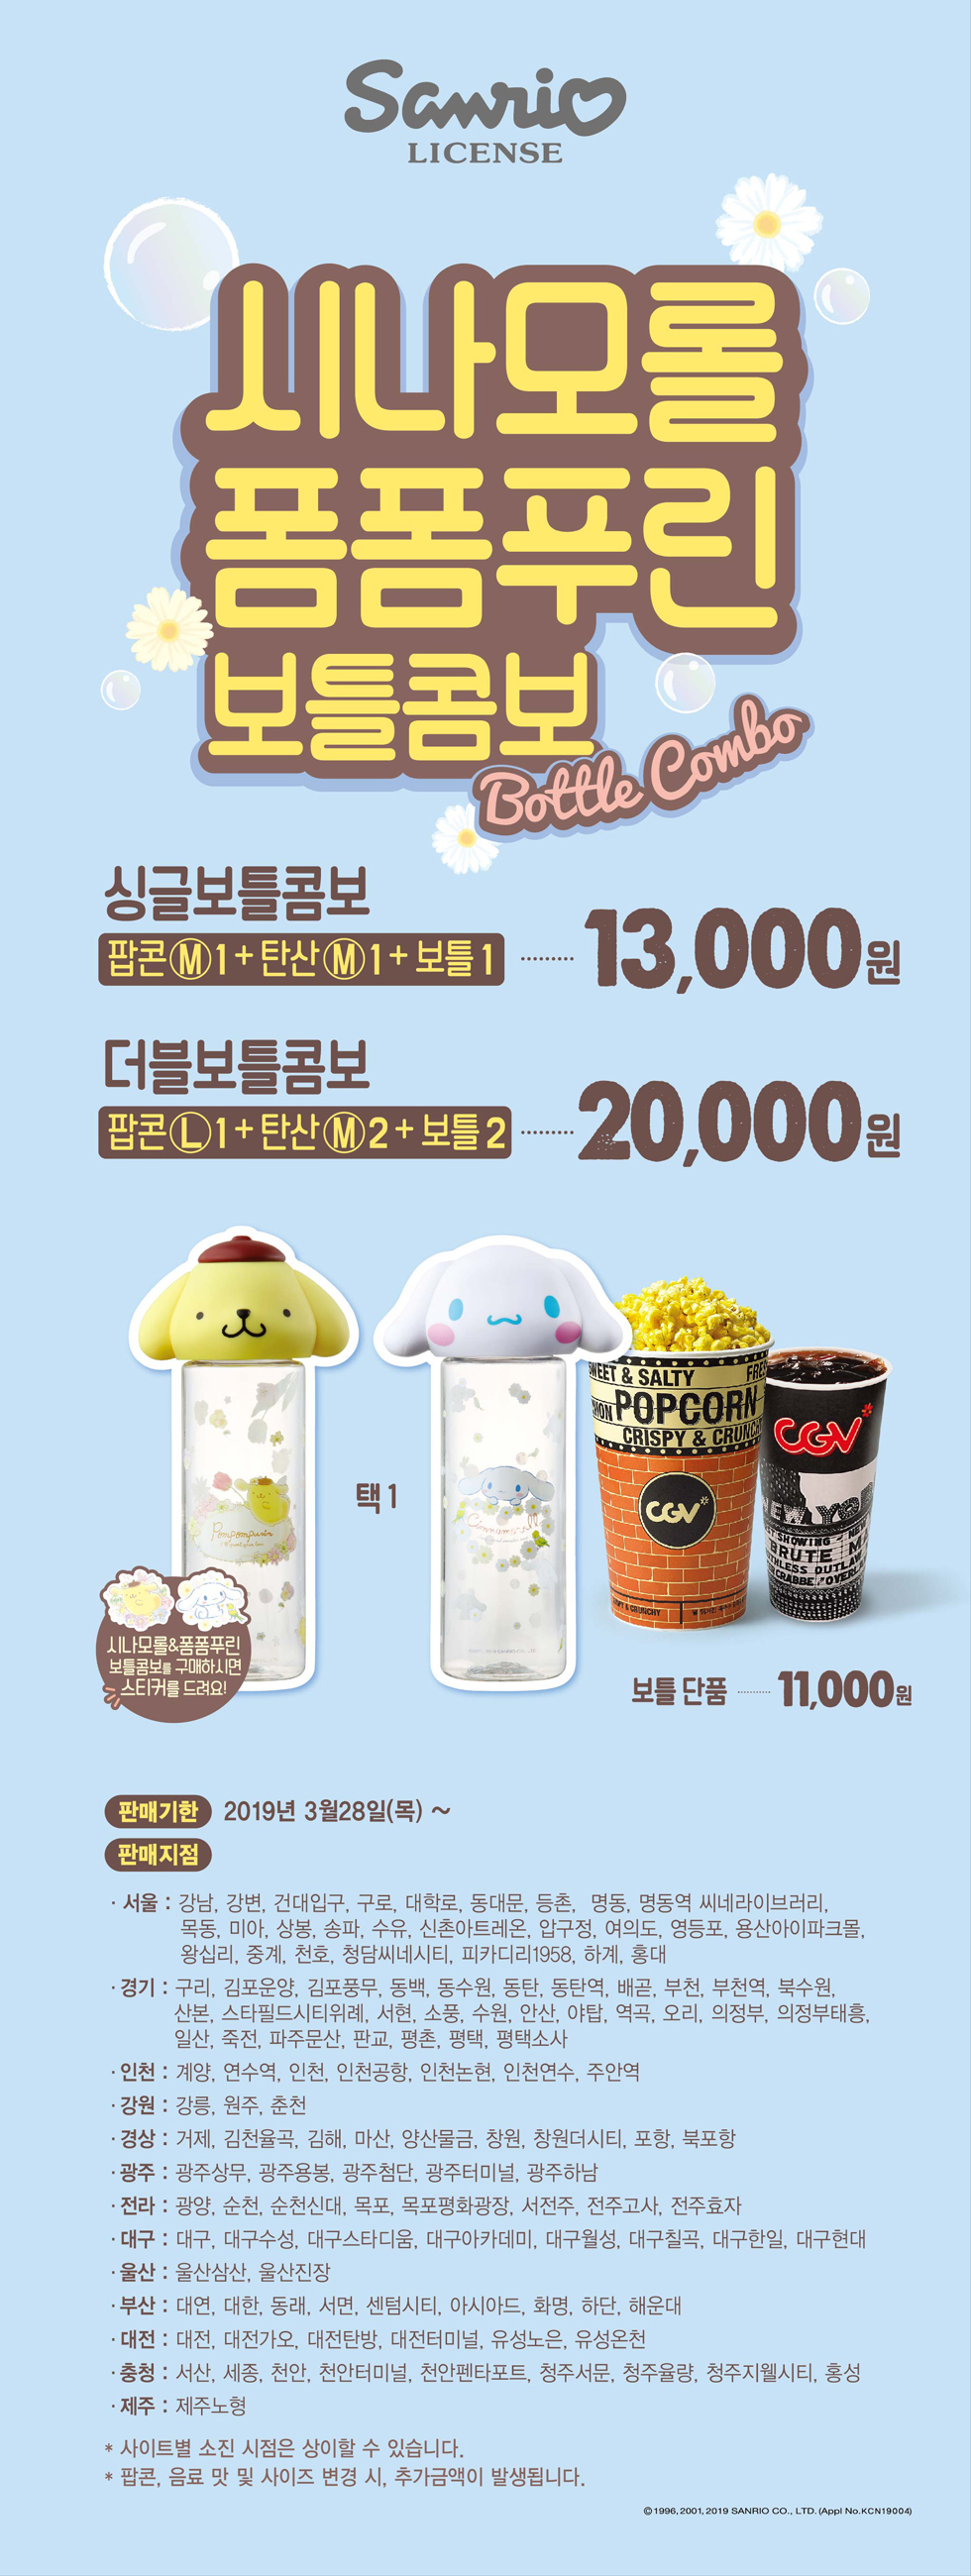 Sanrio
LICENSE
시나모롤
폼폼푸린
보틀콤보
Bottle Combo
싱글보틀콤보
팝콘 M 1 + 탄산 M 1 + 보틀 1 ········· 13,000원
더블보틀콤보
팝콘 L 1 + 탄산 M 2 + 보틀 2 ········· 20,000원
SWEET & SALTY
POPCORN
CRISPY & CRUNCHY
CGV
CGV
택 1
Pompompurin
시나모롤&폼폼푸린
보틀콤보를 구매하시면
스티커를 드려요!
보틀 단품 ········· 11,000원
판매기한 2019년 3월28일(목) ~
판매지점
· 서울 : 강남, 강변, 건대입구, 구로, 대학로, 동대문, 등촌, 명동, 명동역 씨네라이브러리,
목동, 미아, 상봉, 송파, 수유, 신촌아트레온, 압구정, 여의도, 영등포, 용산아이파크몰,
왕십리, 중계, 천호, 청담씨네시티, 피카디리1958, 하계, 홍대
· 경기 : 구리, 김포운양, 김포풍무, 동백, 동수원, 동탄, 동탄역, 배곧, 부천, 부천역, 북수원,
산본, 스타필드시티위례, 서현, 소풍, 수원, 안산, 야탑, 역곡, 오리, 의정부, 의정부태흥,
일산, 죽전, 파주문산, 판교, 평촌, 평택, 평택소사
· 인천 : 계양, 연수역, 인천, 인천공항, 인천논현, 인천연수, 주안역
· 강원 : 강릉, 원주, 춘천
· 경상 : 거제, 김천율곡, 김해, 마산, 양산물금, 창원, 창원더시티, 포항, 북포항
· 광주 : 광주상무, 광주용봉, 광주첨단, 광주터미널, 광주하남
· 전라 : 광양, 순천, 순천신대, 목포, 목포평화광장, 서전주, 전주고사, 전주효자
· 대구 : 대구, 대구수성, 대구스타디움, 대구아카데미, 대구월성, 대구칠곡, 대구한일, 대구현대
· 울산 : 울산삼산, 울산진장
· 부산 : 대연, 대한, 동래, 서면, 센텀시티, 아시아드, 화명, 하단, 해운대
· 대전 : 대전, 대전가오, 대전탄방, 대전터미널, 유성노은, 유성온천
· 충청 : 서산, 세종, 천안, 천안터미널, 천안펜타포트, 청주서문, 청주율량, 청주지웰시티, 홍성
· 제주 : 제주노형
* 사이트별 소진 시점은 상이할 수 있습니다.
* 팝콘, 음료 맛 및 사이즈 변경 시, 추가금액이 발생됩니다.
©1996, 2001, 2019 SANRIO CO., LTD. (Appl No.KCN19004)